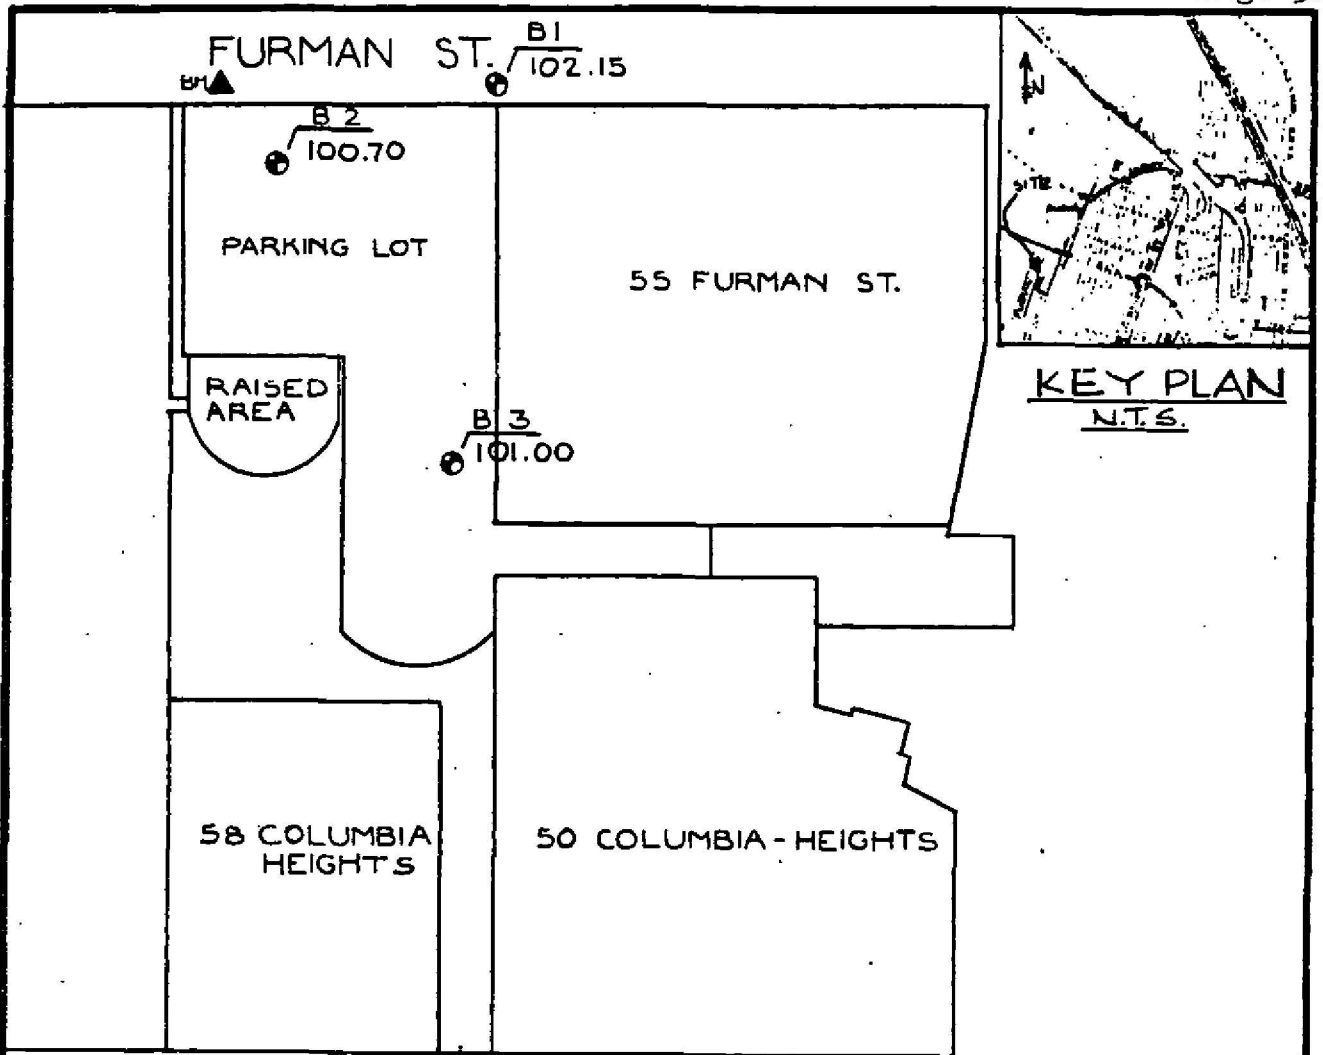 FURMAN ST.
B1
102.15
BM
B 2
100.70
N
SITE
PARKING LOT
55 FURMAN ST.
KEY PLAN
N.T.S.
RAISED
AREA
B 3
101.00
58 COLUMBIA
HEIGHTS
50 COLUMBIA-HEIGHTS